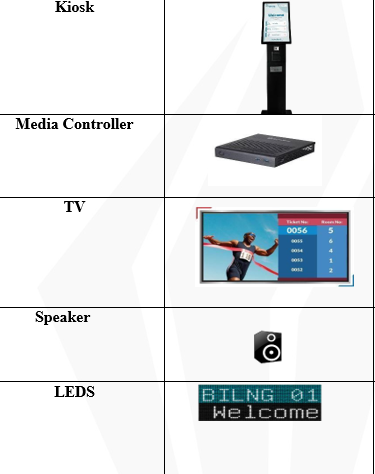 Kiosk
Media Controller
TV
Ticket No. Room No.
0056 5
0055 6
0054 4
0053 1
0052 2
Speaker
LEDS
BILNG 01
Welcome